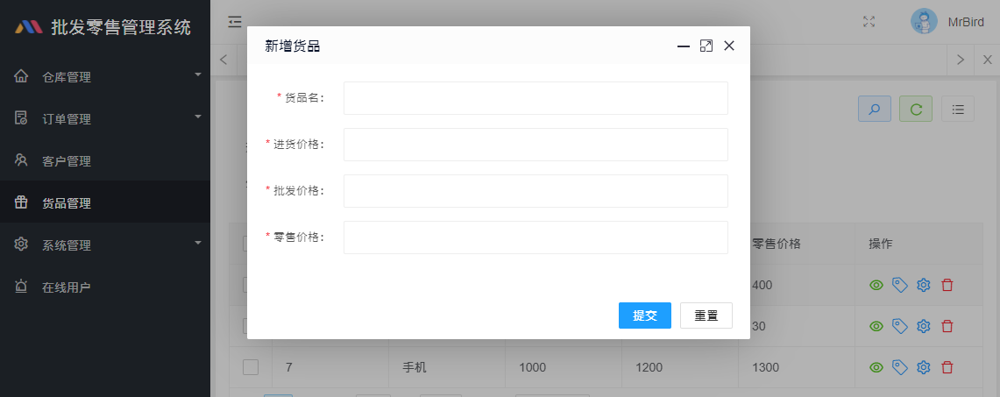 批发零售管理系统
仓库管理
订单管理
客户管理
货品管理
系统管理
在线用户
MrBird
新增货品
* 货品名:
* 进货价格:
* 批发价格:
* 零售价格:
提交 重置
零售价格 操作
400
30
7 手机 1000 1200 1300